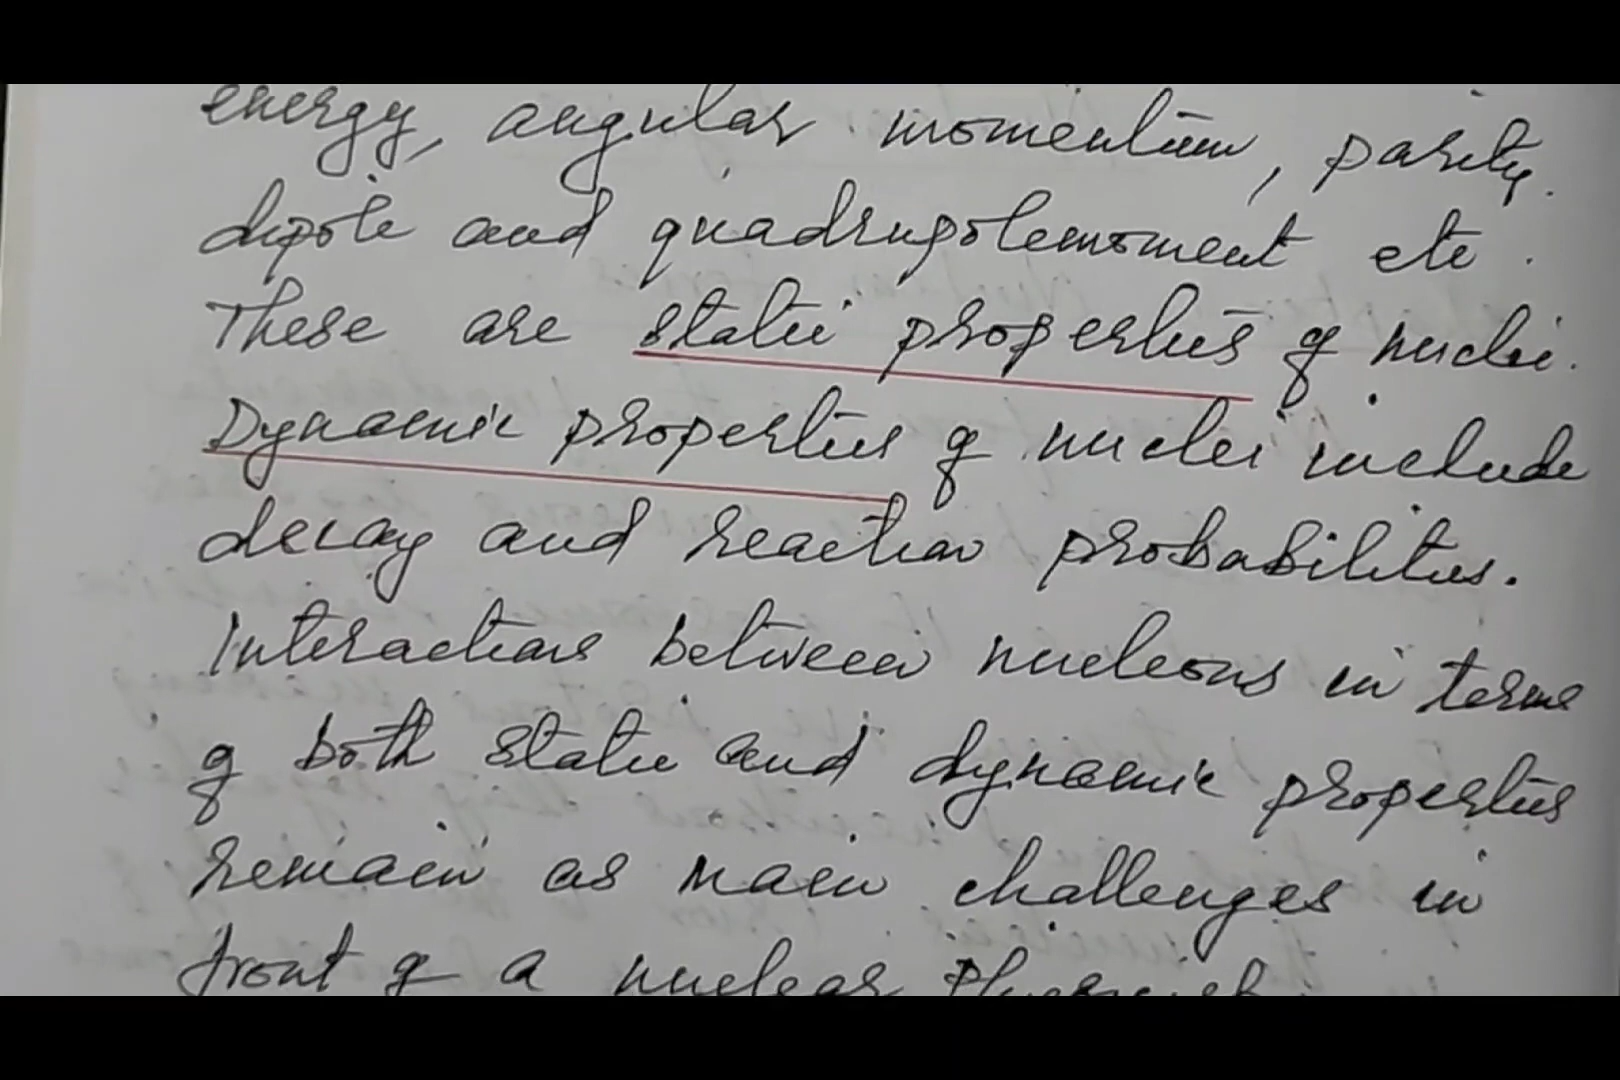 energy, angular momentum, parity,
dipole and quadrupole moment etc.
These are static properties of nuclei.
Dynamic properties of nuclei include
decay and reaction probabilities.
Interactions between nucleons in terms
of both static and dynamic properties
remain as main challenges in
front of a nuclear Physicist.